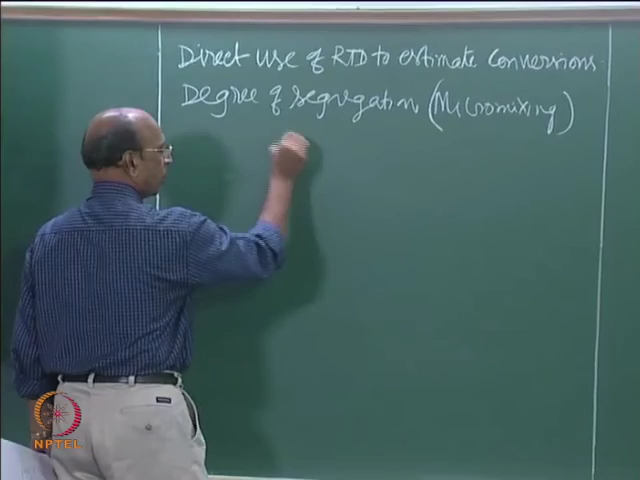 Direct use of RTD to estimate conversions
Degree of segregation (Micromixing)
NPTEL